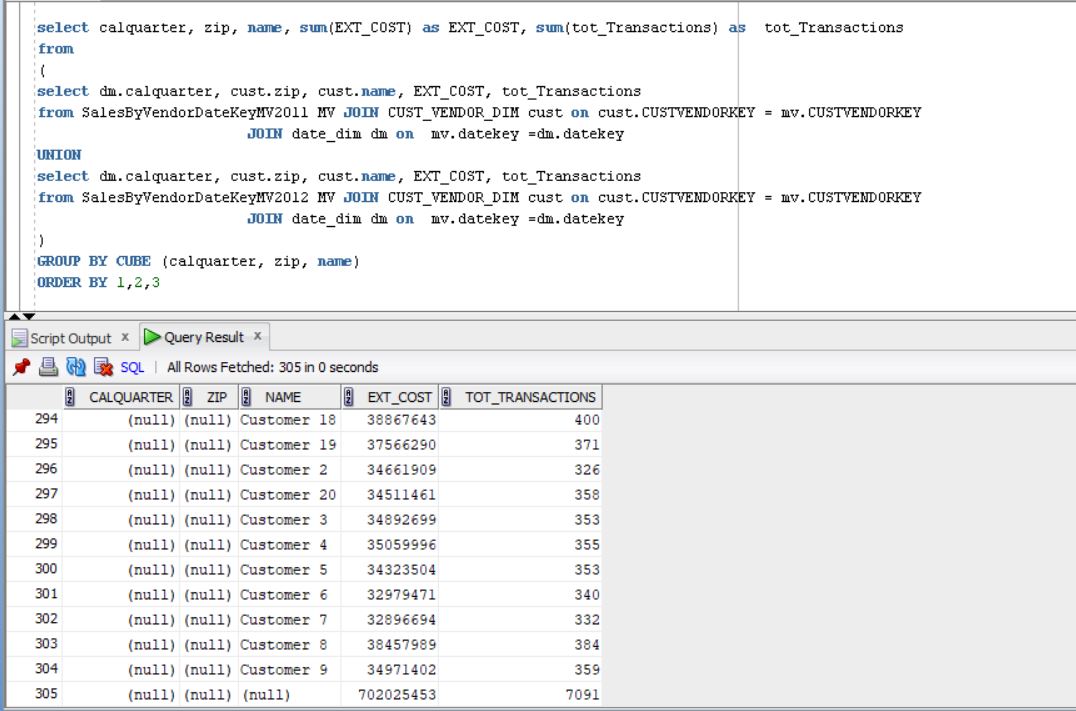 select calquarter, zip, name, sum(EXT_COST) as EXT_COST, sum(tot_Transactions) as  tot_Transactions
from
(
select dm.calquarter, cust.zip, cust.name, EXT_COST, tot_Transactions
from SalesByVendorDateKeyMV2011 MV JOIN CUST_VENDOR_DIM cust on cust.CUSTVENDORKEY = mv.CUSTVENDORKEY
JOIN date_dim dm on  mv.datekey =dm.datekey
UNION
select dm.calquarter, cust.zip, cust.name, EXT_COST, tot_Transactions
from SalesByVendorDateKeyMV2012 MV JOIN CUST_VENDOR_DIM cust on cust.CUSTVENDORKEY = mv.CUSTVENDORKEY
JOIN date_dim dm on  mv.datekey =dm.datekey
)
GROUP BY CUBE (calquarter, zip, name)
ORDER BY 1,2,3
Script Output x Query Result x
SQL | All Rows Fetched: 305 in 0 seconds
CALQUARTER ZIP NAME EXT_COST TOT_TRANSACTIONS
294 (null) (null) Customer 18 38867643 400
295 (null) (null) Customer 19 37566290 371
296 (null) (null) Customer 2 34661909 326
297 (null) (null) Customer 20 34511461 358
298 (null) (null) Customer 3 34892699 353
299 (null) (null) Customer 4 35059996 355
300 (null) (null) Customer 5 34323504 353
301 (null) (null) Customer 6 32979471 340
302 (null) (null) Customer 7 32896694 332
303 (null) (null) Customer 8 38457989 384
304 (null) (null) Customer 9 34971402 359
305 (null) (null) (null) 702025453 7091